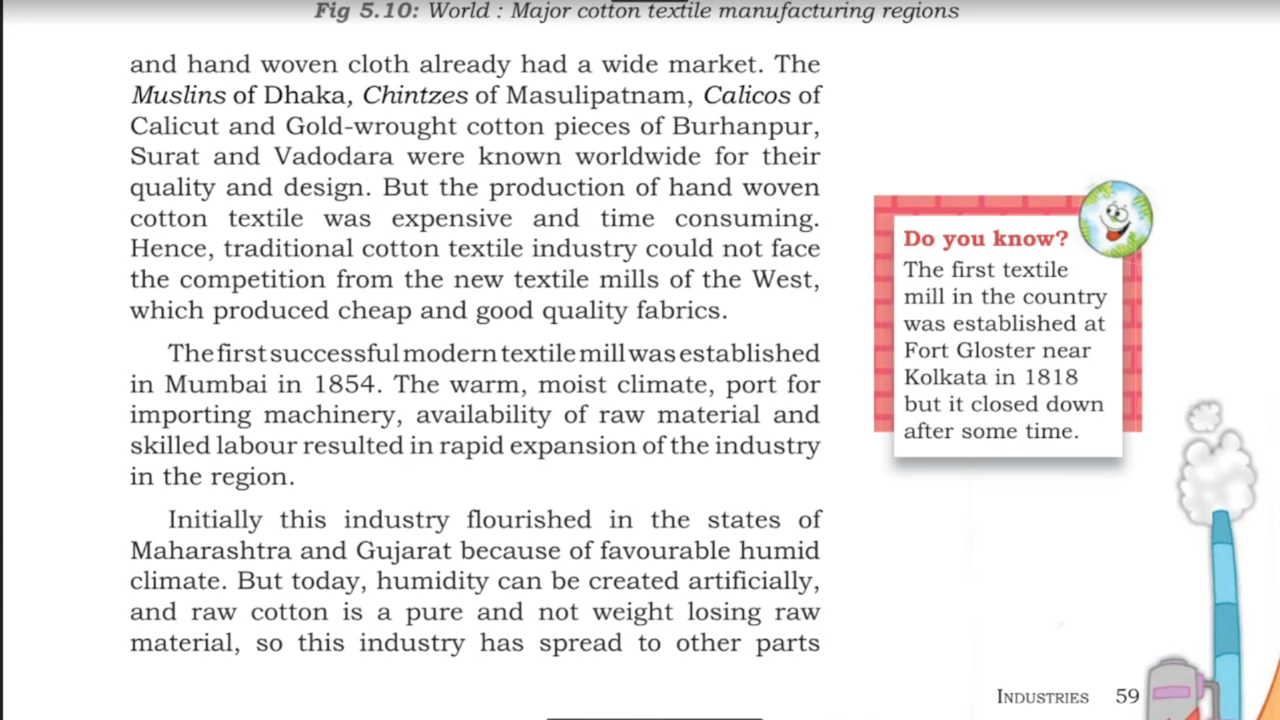 Fig 5.10: World : Major cotton textile manufacturing regions
and hand woven cloth already had a wide market. The
Muslins of Dhaka, Chintzes of Masulipatnam, Calicos of
Calicut and Gold-wrought cotton pieces of Burhanpur,
Surat and Vadodara were known worldwide for their
quality and design. But the production of hand woven
cotton textile was expensive and time consuming.
Hence, traditional cotton textile industry could not face
the competition from the new textile mills of the West,
which produced cheap and good quality fabrics.
The first successful modern textile mill was established
in Mumbai in 1854. The warm, moist climate, port for
importing machinery, availability of raw material and
skilled labour resulted in rapid expansion of the industry
in the region.
Initially this industry flourished in the states of
Maharashtra and Gujarat because of favourable humid
climate. But today, humidity can be created artificially,
and raw cotton is a pure and not weight losing raw
material, so this industry has spread to other parts
Do you know?
The first textile
mill in the country
was established at
Fort Gloster near
Kolkata in 1818
but it closed down
after some time.
INDUSTRIES 59